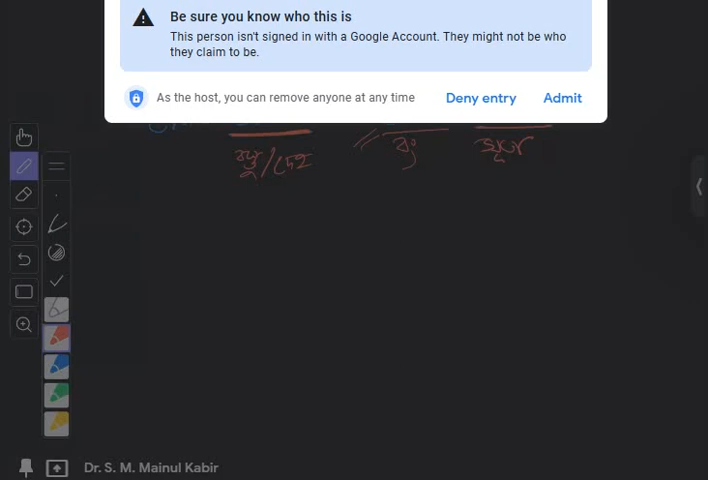 Be sure you know who this is
This person isn't signed in with a Google Account. They might not be who
they claim to be.
As the host, you can remove anyone at any time
Deny entry
Admit
Dr. S. M. Mainul Kabir